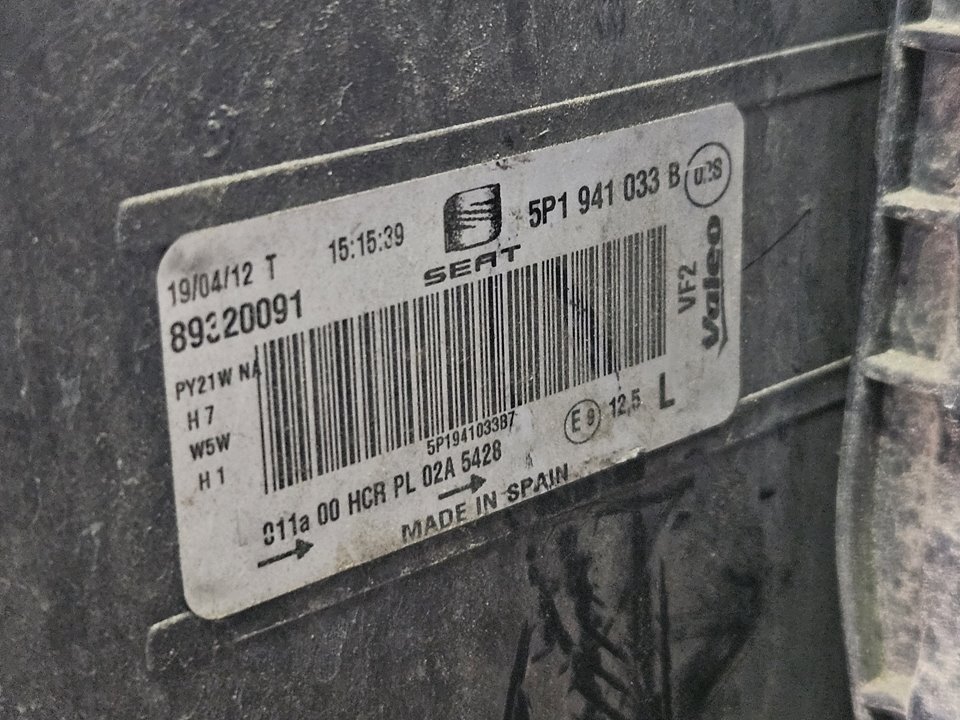 19/04/12 T 15:15:39
SEAT
5P1 941 033 B
89320091
PY21W NA
H 7
W5W
H 1
5P1941033B7
VF2
Valeo
E 9 12,5 L
011a 00 HCR PL 02A 5428
MADE IN SPAIN